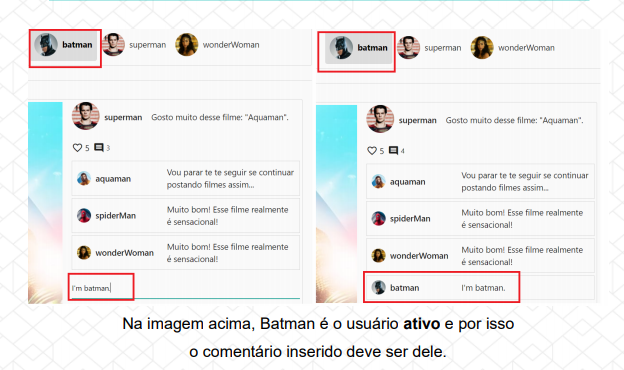 batman superman wonderWoman
superman Gosto muito desse filme: "Aquaman".
5 3
aquaman Vou parar te te seguir se continuar
postando filmes assim...
spiderMan Muito bom! Esse filme realmente
é sensacional!
wonderWoman Muito bom! Esse filme realmente
é sensacional!
I'm batman.
batman superman wonderWoman
superman Gosto muito desse filme: "Aquaman".
5 4
aquaman Vou parar te te seguir se continuar
postando filmes assim...
spiderMan Muito bom! Esse filme realmente
é sensacional!
wonderWoman Muito bom! Esse filme realmente
é sensacional!
batman I'm batman.
Na imagem acima, Batman é o usuário ativo e por isso
o comentário inserido deve ser dele.